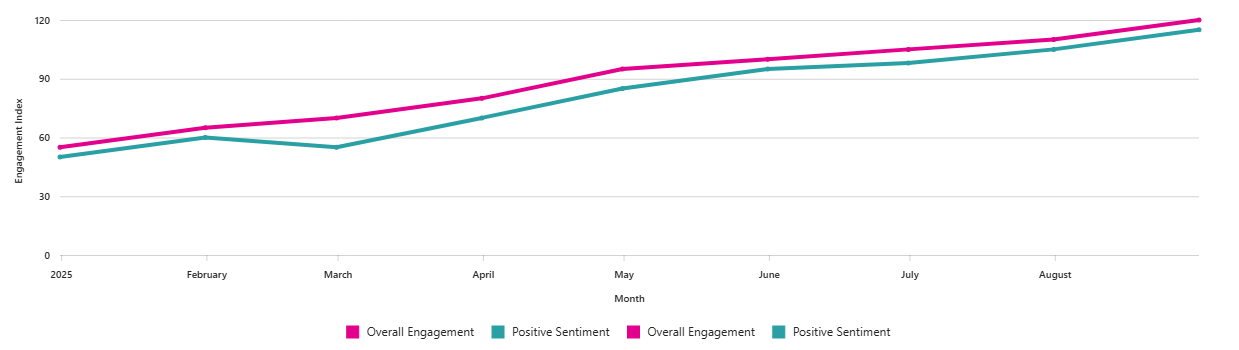 120
90
60
30
0
Engagement Index
2025 February March April May June July August
Month
Overall Engagement Positive Sentiment Overall Engagement Positive Sentiment